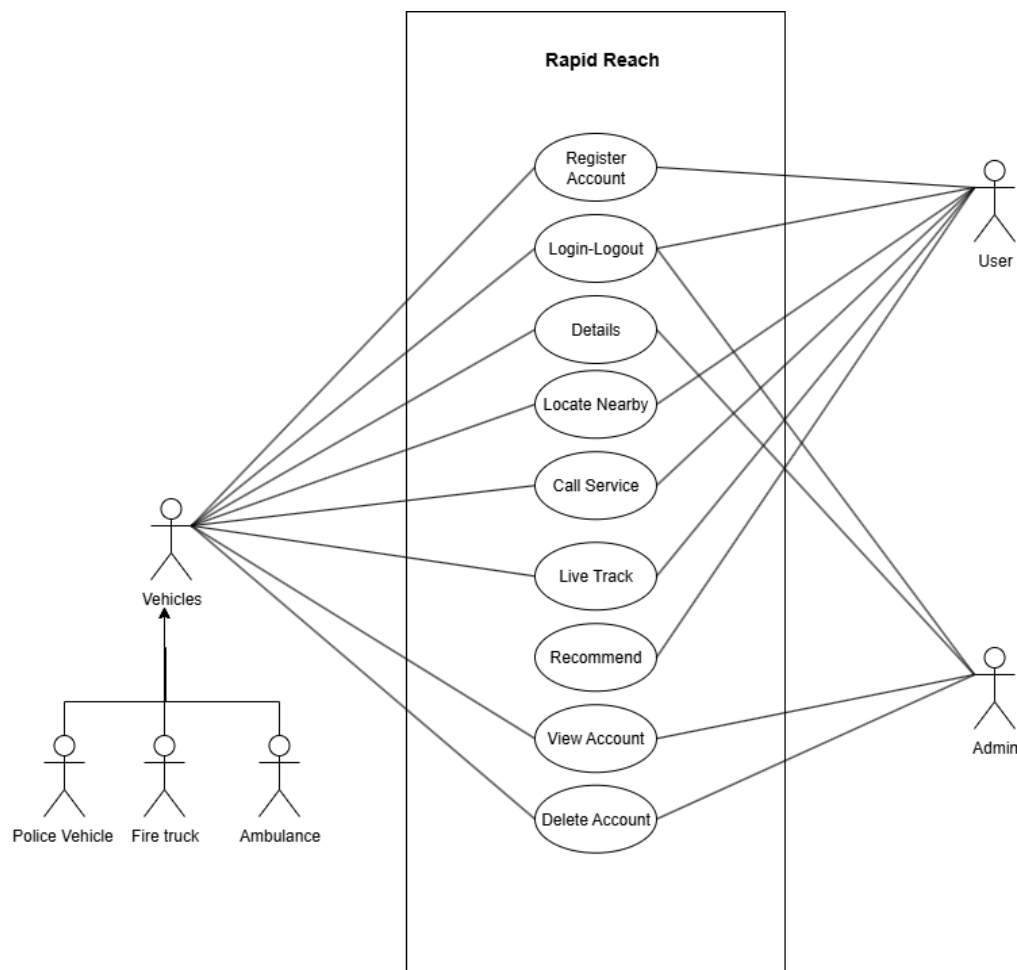 Rapid Reach
Register
Account
Login-Logout
Details
Locate Nearby
Call Service
Live Track
Recommend
View Account
Delete Account
User
Admin
Vehicles
Police Vehicle
Fire truck
Ambulance